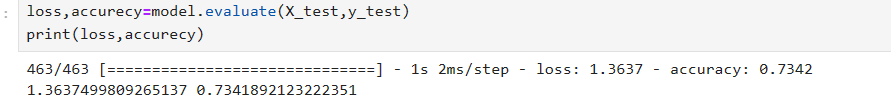 :
loss,accurecy=model.evaluate(X_test,y_test)
print(loss,accurecy)
463/463 [==============================] - 1s 2ms/step - loss: 1.3637 - accuracy: 0.7342
1.3637499809265137 0.7341892123222351